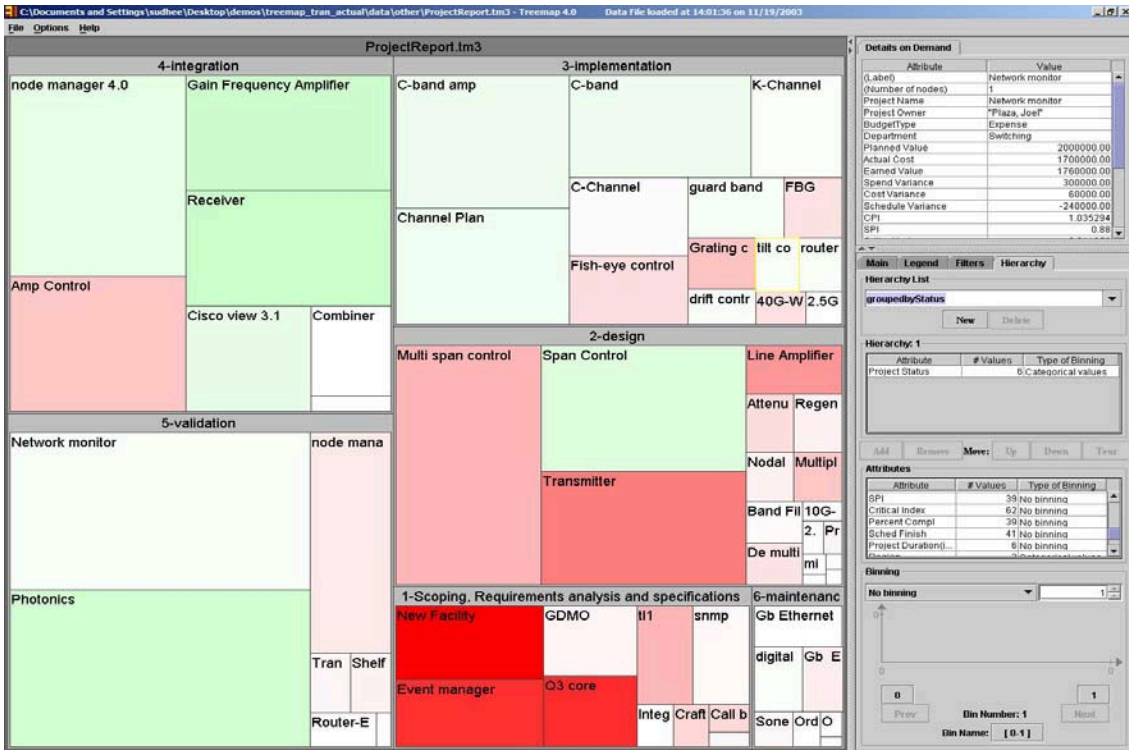 C:\Documents and Settings\sudhee\Desktop\demos\treemap_tran_actual\data\other\ProjectReport.tm3 - Treemap 4.0 Data File loaded at 14:01:36 on 11/19/2003
File Options Help
ProjectReport.tm3
4-integration
node manager 4.0
Gain Frequency Amplifier
Receiver
Amp Control
Cisco view 3.1
Combiner
5-validation
Network monitor
node mana
Photonics
Tran
Shelf
Router-E
3-implementation
C-band amp
C-band
K-Channel
C-Channel
guard band
FBG
Channel Plan
Grating c
tilt co
router
Fish-eye control
drift contr
40G-W
2.5G
2-design
Multi span control
Span Control
Line Amplifier
Attenu
Regen
Nodal
Multipl
Transmitter
Band Fil
10G-
2.
Pr
De multi
mi
1-Scoping, Requirements analysis and specifications
New Facility
GDMO
tl1
snmp
Event manager
Q3 core
Integ
Craft
Call b
6-maintenanc
Gb Ethernet
digital
Gb E
Sone
Ord
O
Details on Demand
Attribute Value
(Label) Network monitor
(Number of nodes) 1
Project Name Network monitor
Project Owner "Plaza, Joel"
BudgetType Expense
Department Switching
Planned Value 2000000.00
Actual Cost 1700000.00
Earned Value 1760000.00
Spend Variance 300000.00
Cost Variance 60000.00
Schedule Variance -240000.00
CPI 1.035294
SPI 0.88
Main Legend Filters Hierarchy
Hierarchy List
groupedbyStatus
New Delete
Hierarchy: 1
Attribute # Values Type of Binning
Project Status 6 Categorical values
Add Remove Move: Up Down True
Attributes
Attribute # Values Type of Binning
SPI 39 No binning
Critical Index 62 No binning
Percent Compl 39 No binning
Sched Finish 41 No binning
Project Duration(i... 6 No binning
Binning
No binning 1
0
0 0
0 1
Prev Bin Number: 1 Next
Bin Name: [ 0-1 ]